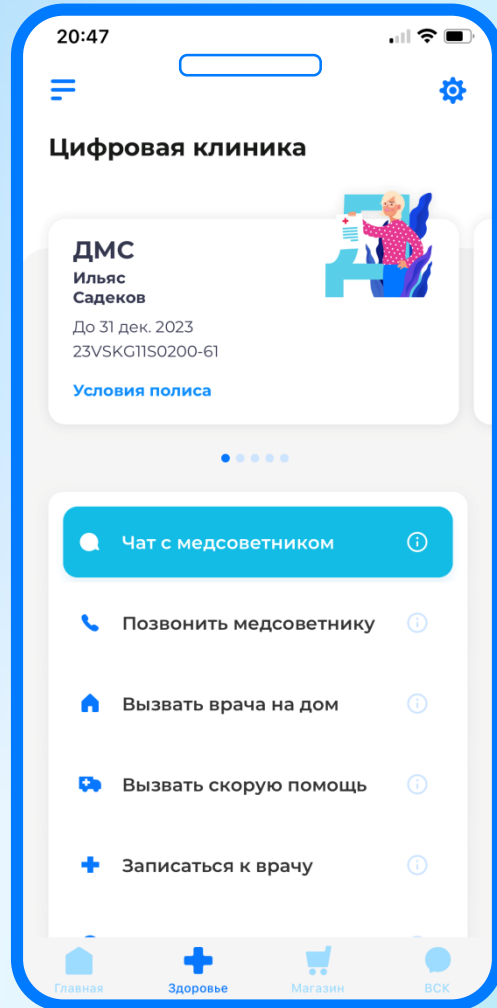 20:47
Цифровая клиника
ДМС
Ильяс
Садеков
До 31 дек. 2023
23VSKG11S0200-61
Условия полиса
Чат с медсоветником
Позвонить медсоветнику
Вызвать врача на дом
Вызвать скорую помощь
Записаться к врачу
Главная Здоровье Магазин ВСК